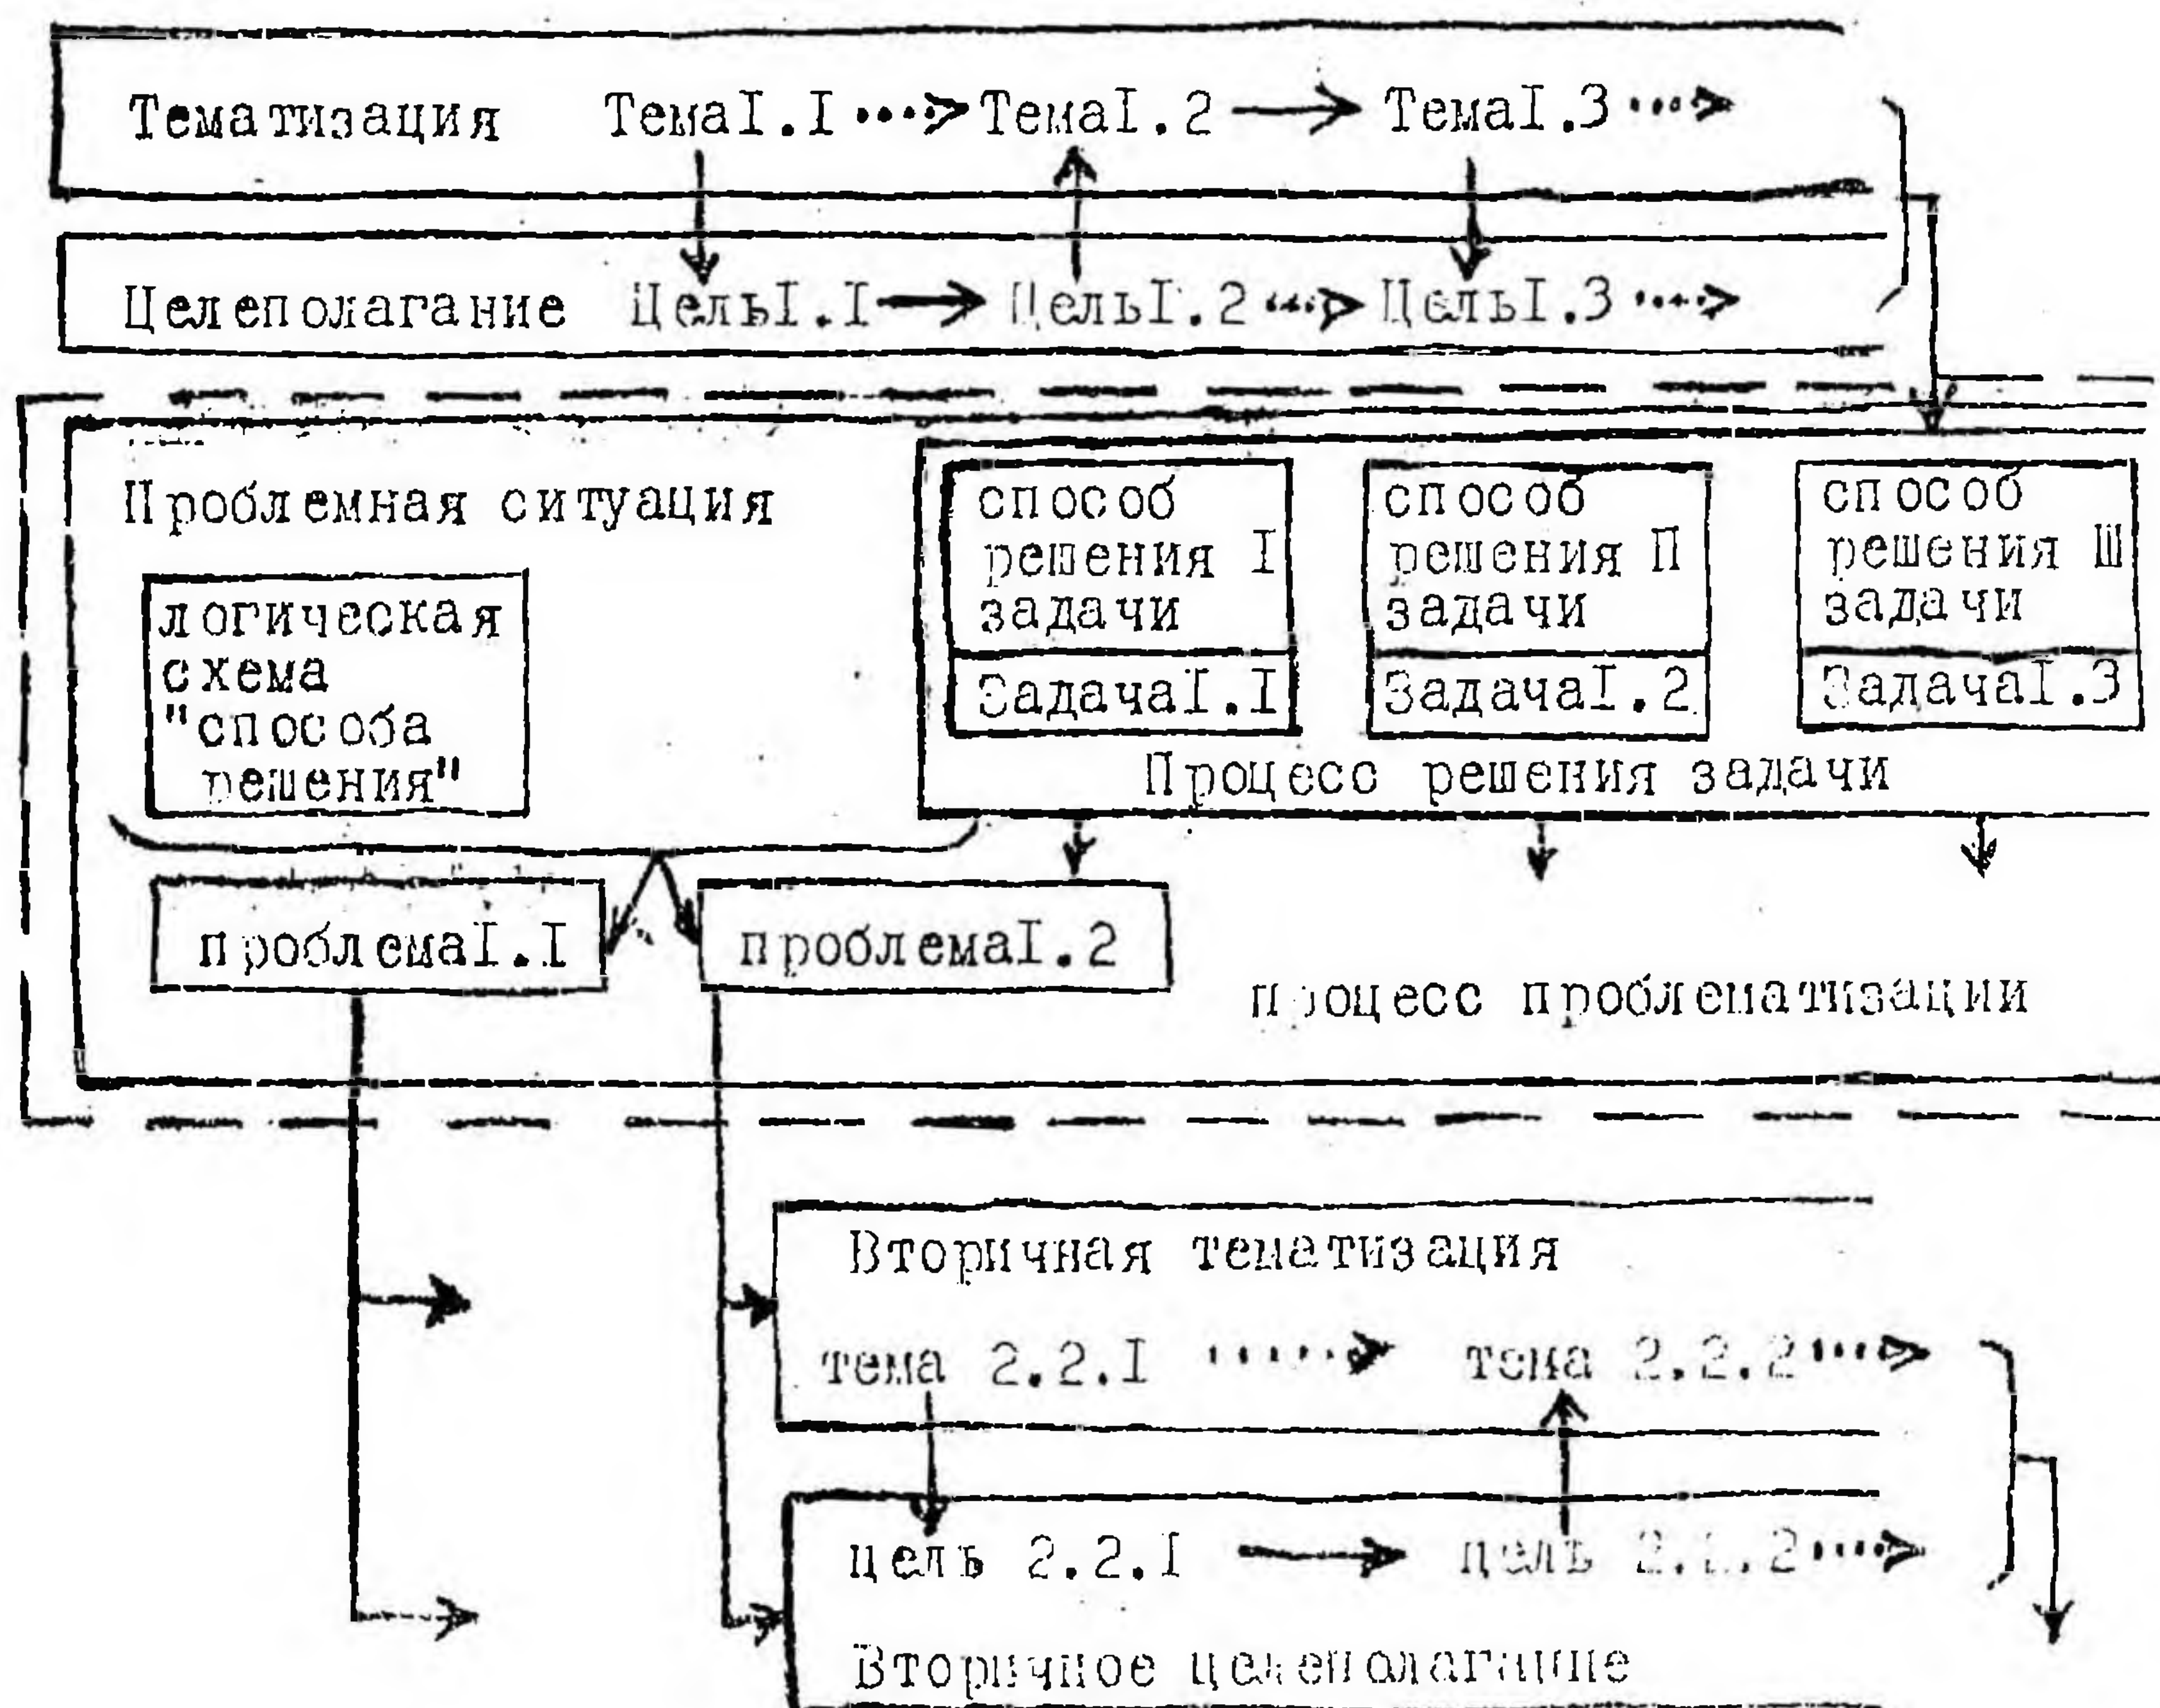 Тематизация ТемаI.I ТемаI.2 ТемаI.3
Целеполагание ЦельI.I ЦельI.2 ЦельI.3
Проблемная ситуация
логическая
схема
"способа
решения"
способ
решения I
задачи
ЗадачаI.I
способ
решения П
задачи
ЗадачаI.2
способ
решения Ш
задачи
ЗадачаI.3
Процесс решения задачи
проблемаI.I
проблемаI.2
процесс проблематизации
Вторичная тематизация
тема 2.2.I тема 2.2.2
цель 2.2.I цель
Вторичное целеполагание